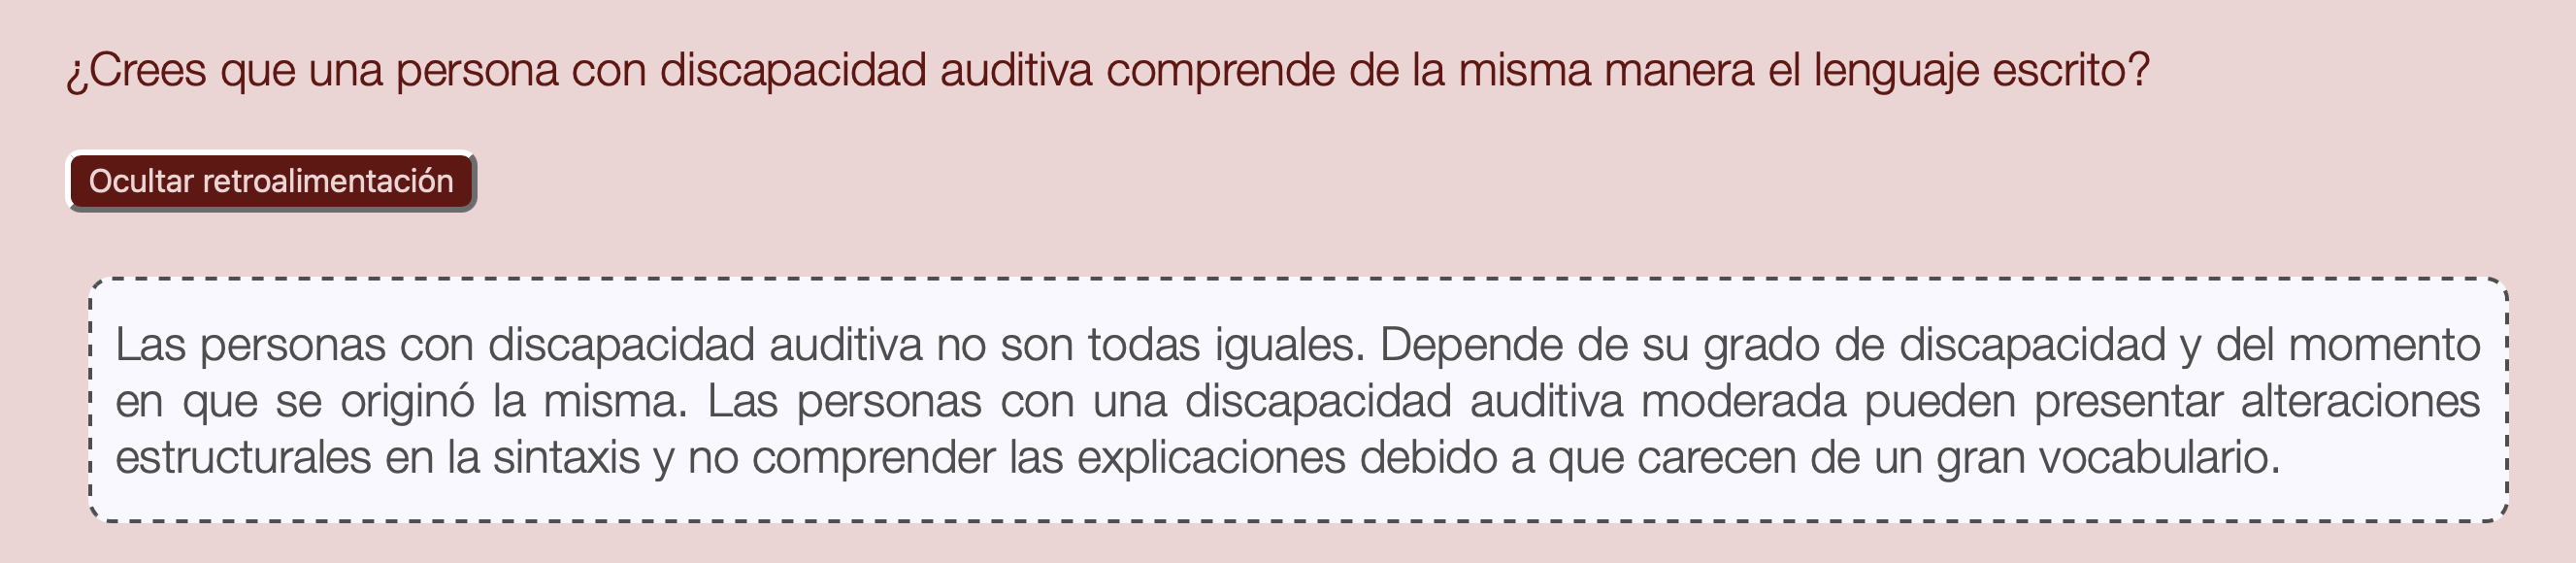 ¿Crees que una persona con discapacidad auditiva comprende de la misma manera el lenguaje escrito?
Ocultar retroalimentación
Las personas con discapacidad auditiva no son todas iguales. Depende de su grado de discapacidad y del momento
en que se originó la misma. Las personas con una discapacidad auditiva moderada pueden presentar alteraciones
estructurales en la sintaxis y no comprender las explicaciones debido a que carecen de un gran vocabulario.